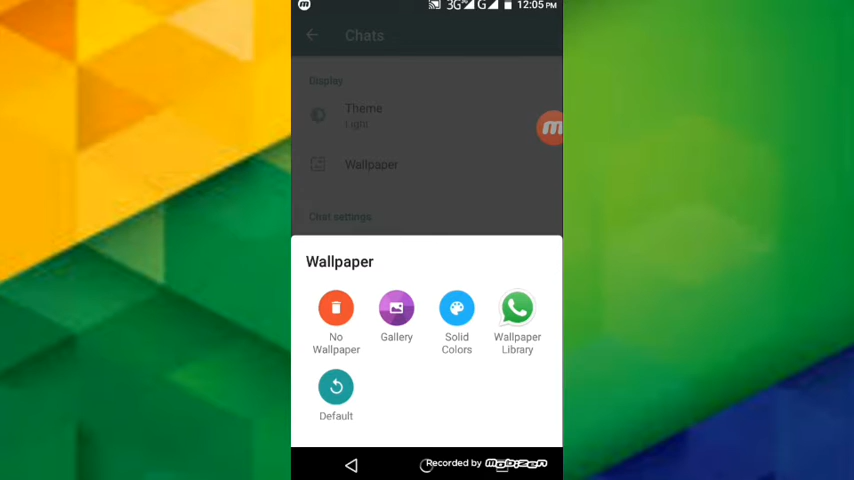 3G G 12:05 PM
Chats
Display
Theme
Light
Wallpaper
Chat settings
Wallpaper
No
Wallpaper
Gallery
Solid
Colors
Wallpaper
Library
Default
Recorded by mobizen